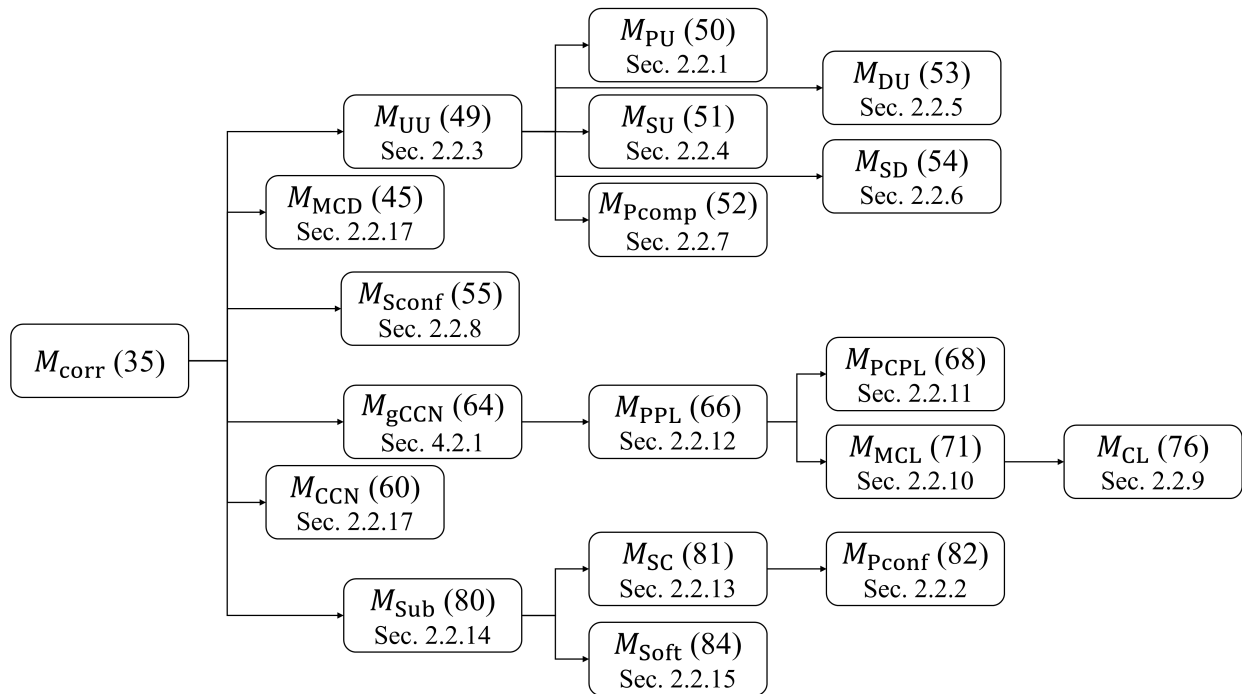 M_PU (50)
Sec. 2.2.1
M_DU (53)
Sec. 2.2.5
M_UU (49)
Sec. 2.2.3
M_SU (51)
Sec. 2.2.4
M_SD (54)
Sec. 2.2.6
M_MCD (45)
Sec. 2.2.17
M_Pcomp (52)
Sec. 2.2.7
M_Sconf (55)
Sec. 2.2.8
M_corr (35)
M_gCCN (64)
Sec. 4.2.1
M_PPL (66)
Sec. 2.2.12
M_PCPL (68)
Sec. 2.2.11
M_MCL (71)
Sec. 2.2.10
M_CL (76)
Sec. 2.2.9
M_CCN (60)
Sec. 2.2.17
M_Sub (80)
Sec. 2.2.14
M_SC (81)
Sec. 2.2.13
M_Pconf (82)
Sec. 2.2.2
M_Soft (84)
Sec. 2.2.15